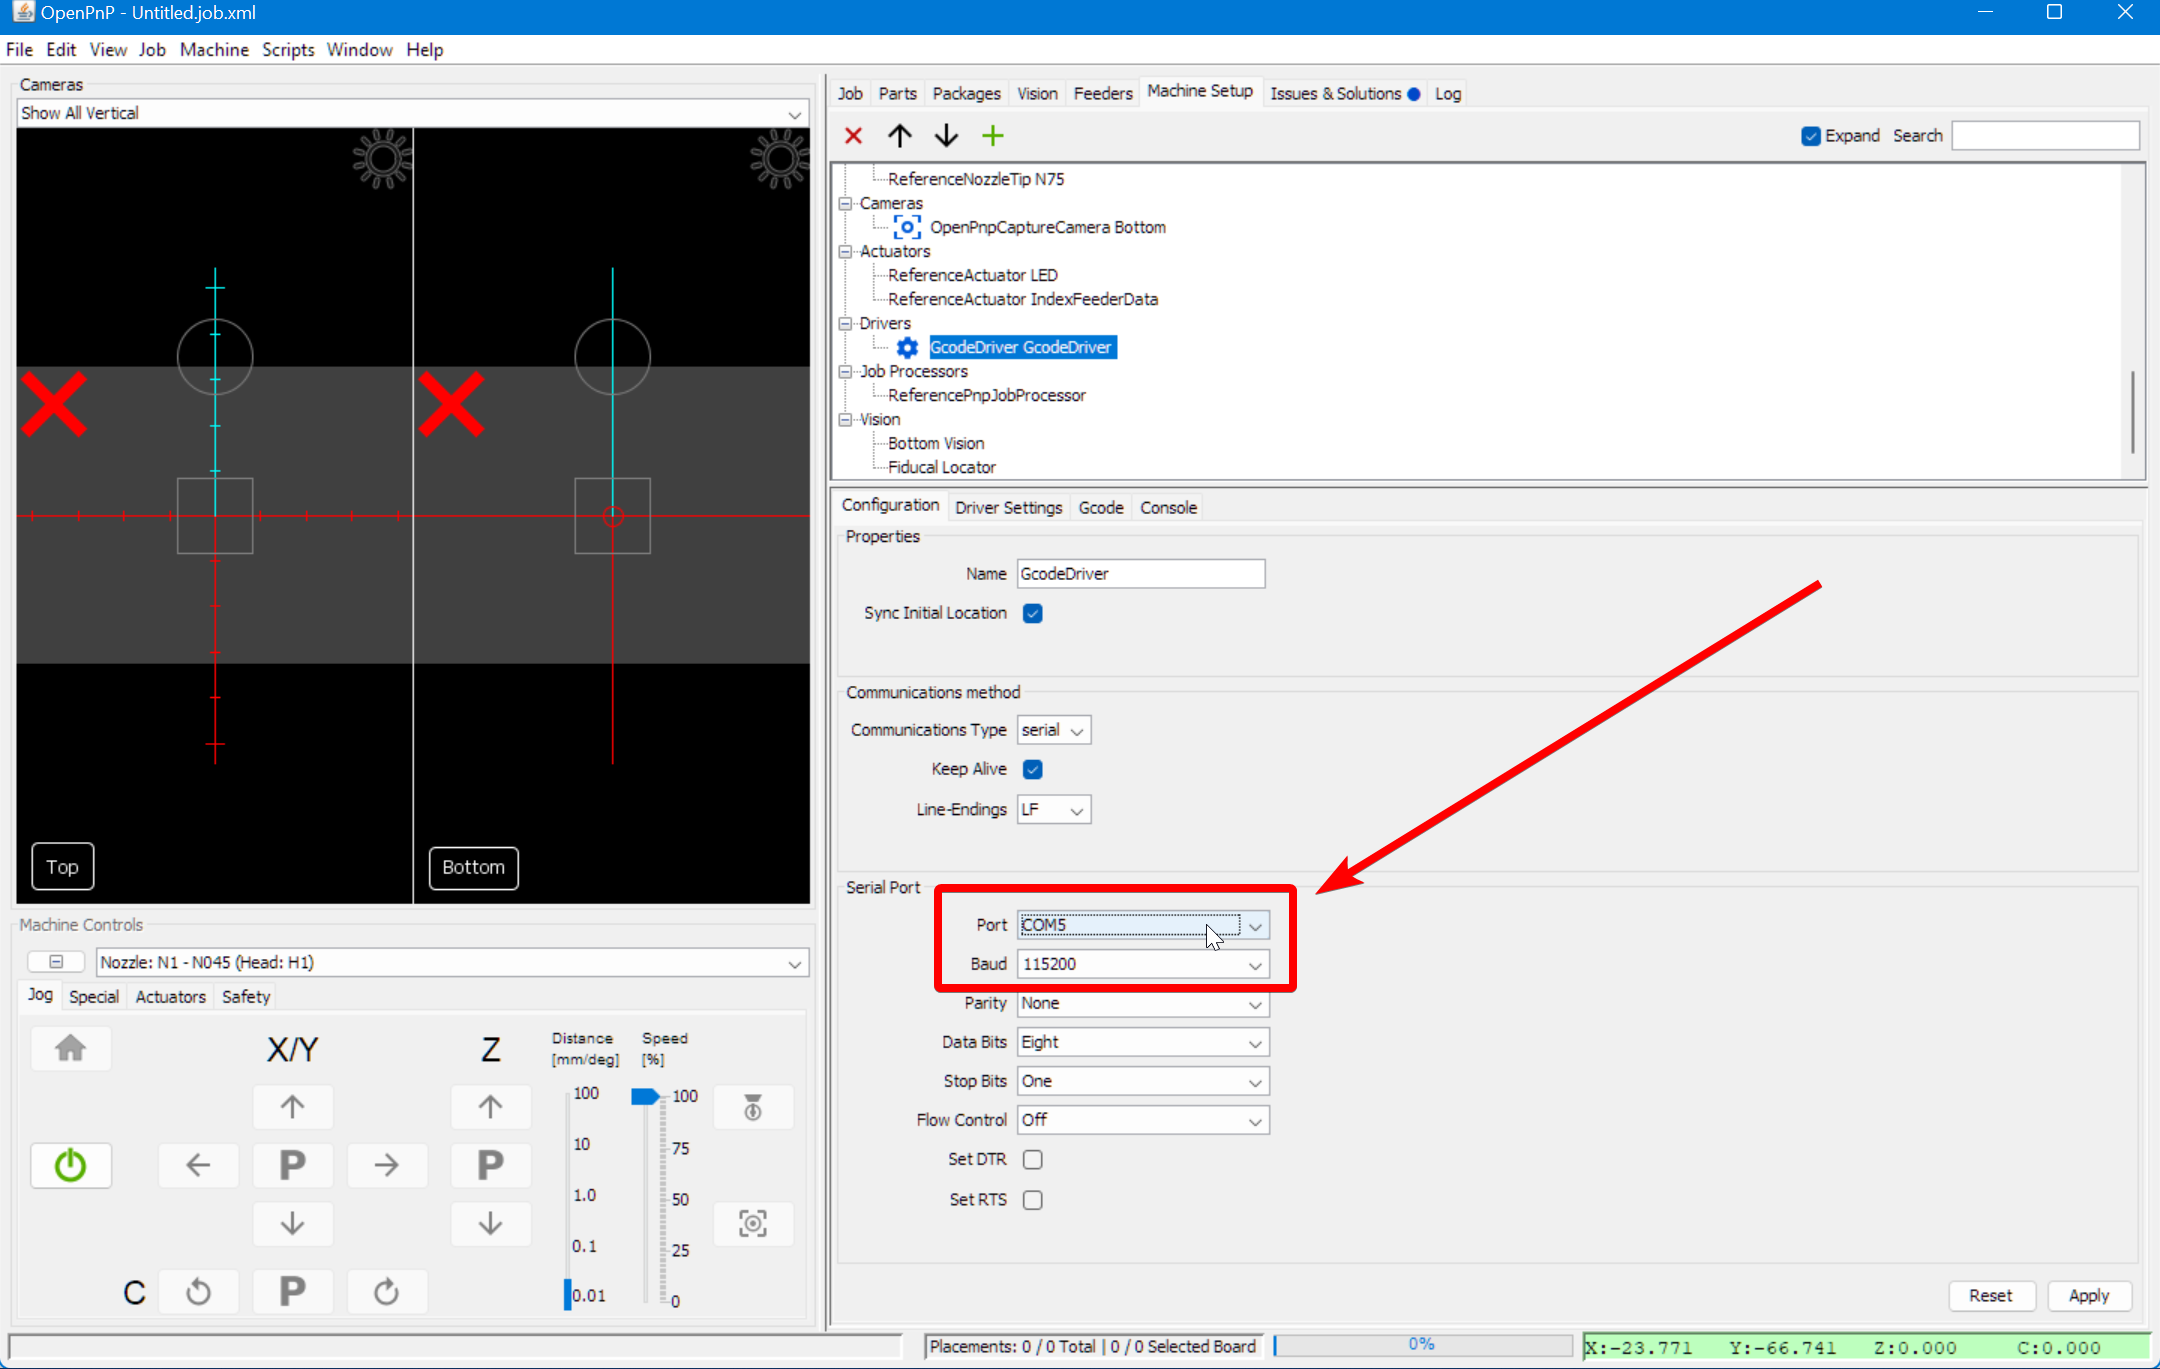 OpenPnP - Untitled.job.xml
File Edit View Job Machine Scripts Window Help
Cameras
Show All Vertical
Top
Bottom
Machine Controls
Nozzle: N1 - N045 (Head: H1)
Jog Special Actuators Safety
X/Y
Z
Distance
[mm/deg]
Speed
[%]
100
10
1.0
0.1
0.01
100
75
50
25
0
P
P
C
P
Job Parts Packages Vision Feeders Machine Setup Issues & Solutions Log
Expand Search
ReferenceNozzleTip N75
Cameras
OpenPnpCaptureCamera Bottom
Actuators
ReferenceActuator LED
ReferenceActuator IndexFeederData
Drivers
GcodeDriver GcodeDriver
Job Processors
ReferencePnpJobProcessor
Vision
Bottom Vision
Fiducal Locator
Configuration Driver Settings Gcode Console
Properties
Name GcodeDriver
Sync Initial Location
Communications method
Communications Type serial
Keep Alive
Line-Endings LF
Serial Port
Port COM5
Baud 115200
Parity None
Data Bits Eight
Stop Bits One
Flow Control Off
Set DTR
Set RTS
Reset Apply
Placements: 0 / 0 Total | 0 / 0 Selected Board
0%
X:-23.771 Y:-66.741 Z:0.000 C:0.000